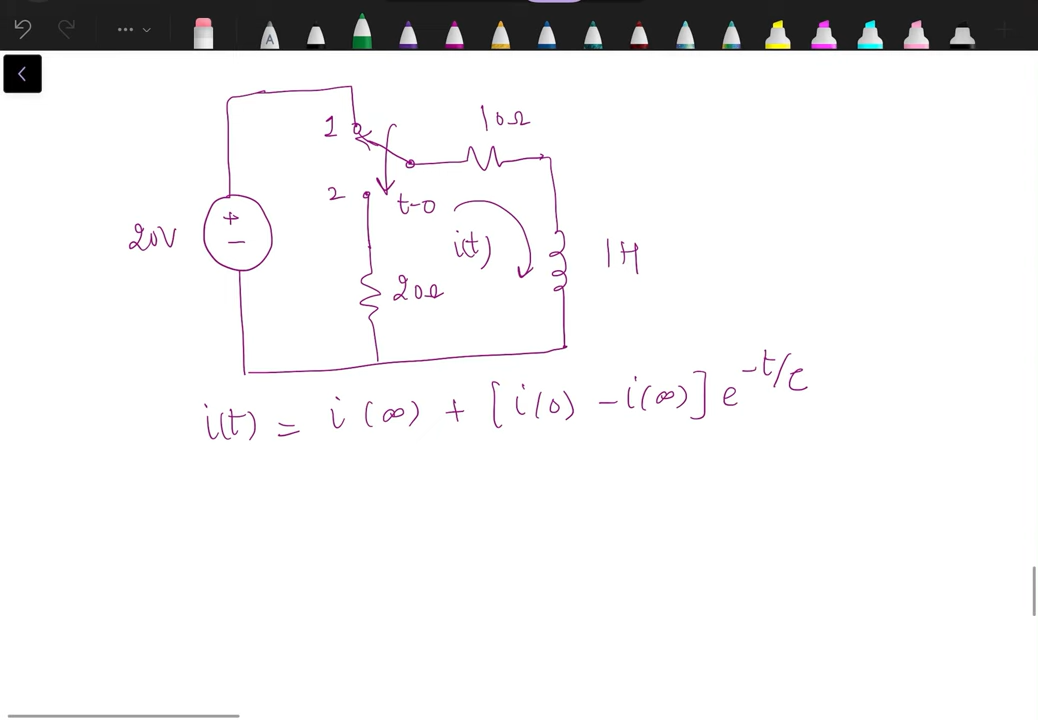 A
1
10Ω
2
t-0
20V
+
-
i(t)
1H
20Ω
i(t) = i(∞) + [i(0) - i(∞)] e^-t/τ